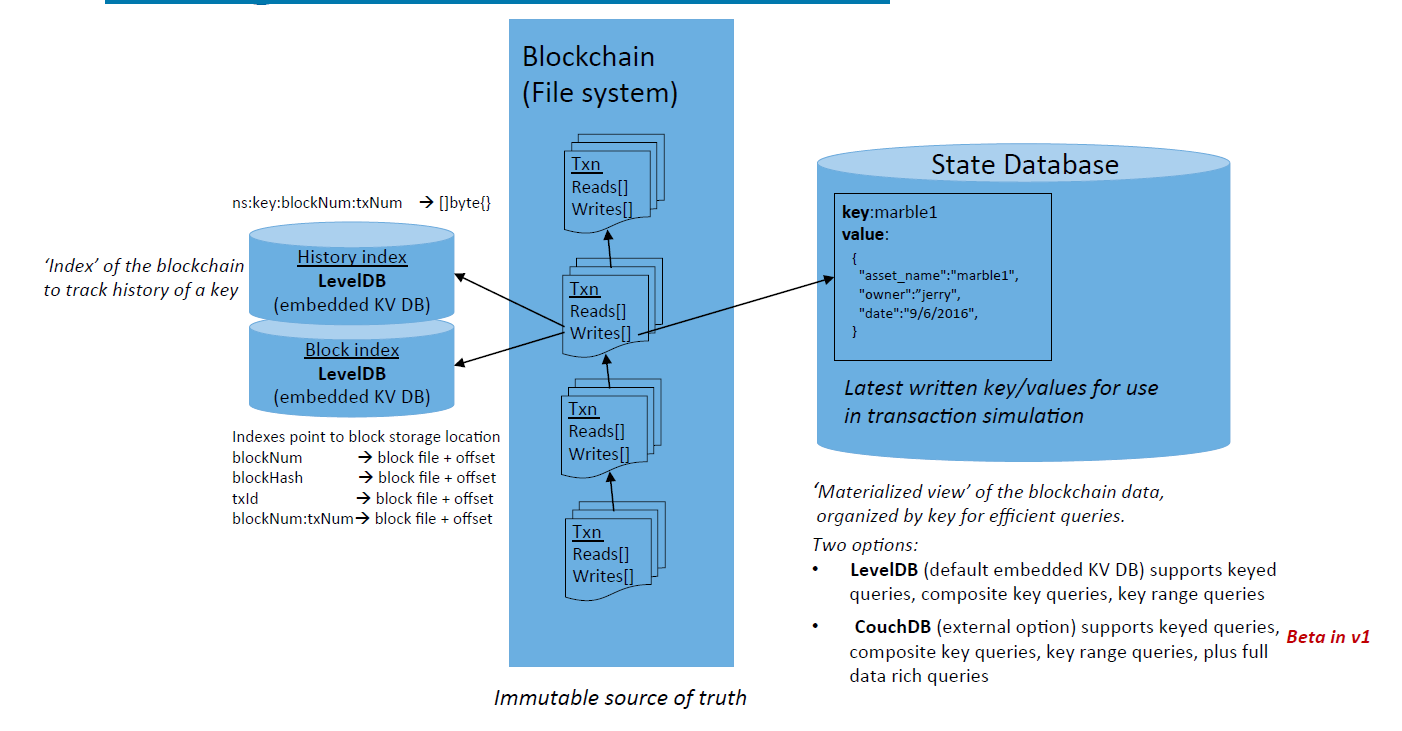 Blockchain
(File system)
Txn
Reads[]
Writes[]
Txn
Reads[]
Writes[]
Txn
Reads[]
Writes[]
Txn
Reads[]
Writes[]
Immutable source of truth
ns:key:blockNum:txNum → []byte{}
‘Index’ of the blockchain
to track history of a key
History index
LevelDB
(embedded KV DB)
Block index
LevelDB
(embedded KV DB)
Indexes point to block storage location
blockNum → block file + offset
blockHash → block file + offset
txId → block file + offset
blockNum:txNum→ block file + offset
State Database
key:marble1
value:
{
"asset_name":"marble1",
"owner":"jerry",
"date":"9/6/2016",
}
Latest written key/values for use
in transaction simulation
‘Materialized view’ of the blockchain data,
organized by key for efficient queries.
Two options:
• LevelDB (default embedded KV DB) supports keyed
queries, composite key queries, key range queries
• CouchDB (external option) supports keyed queries,
composite key queries, key range queries, plus full
data rich queries
Beta in v1